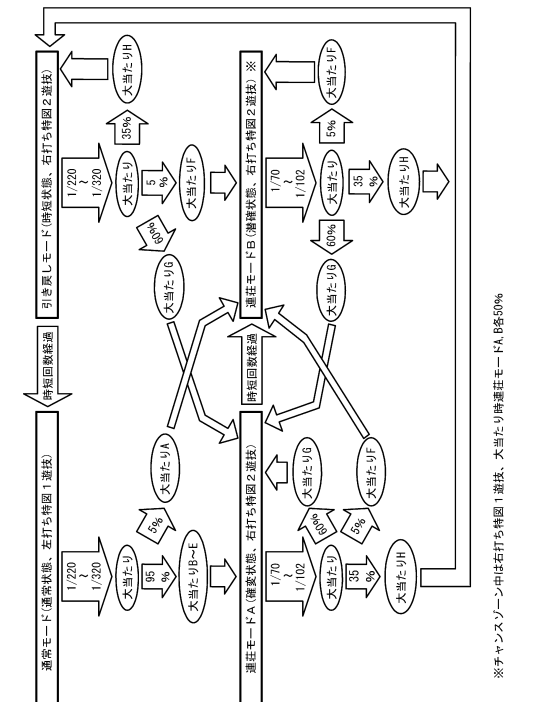 通常モード(通常状態、左打ち特図1遊技)
1/220
~
1/320
大当たり
5%
大当たりA
95
%
大当たりB~E
時短回数経過
引き戻しモード(時短状態、右打ち特図2遊技)
1/220
~
1/320
大当たり
35%
大当たりH
60%
大当たりG
5
%
大当たりF
連荘モードA(確変状態、右打ち特図2遊技)
1/70
~
1/102
大当たり
60%
大当たりG
5%
大当たりF
35
%
大当たりH
時短回数経過
連荘モードB(潜確状態、右打ち特図2遊技)※
1/70
~
1/102
大当たり
5%
大当たりF
60%
大当たりG
35
%
大当たりH
※チャンスゾーン中は右打ち特図1遊技、大当たり時連荘モードA,B各50%